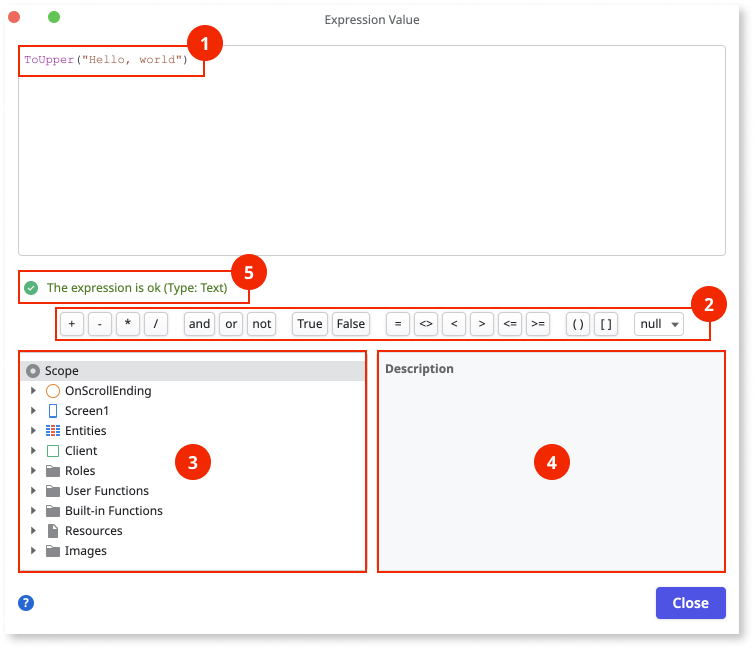 Expression Value
1
ToUpper("Hello, world")
5
The expression is ok (Type: Text)
2
+ - * / and or not True False = <> < > <= >= ( ) [ ] null
Scope
OnScrollEnding
Screen1
Entities
Client
Roles
User Functions
Built-in Functions
Resources
Images
3
Description
4
?
Close